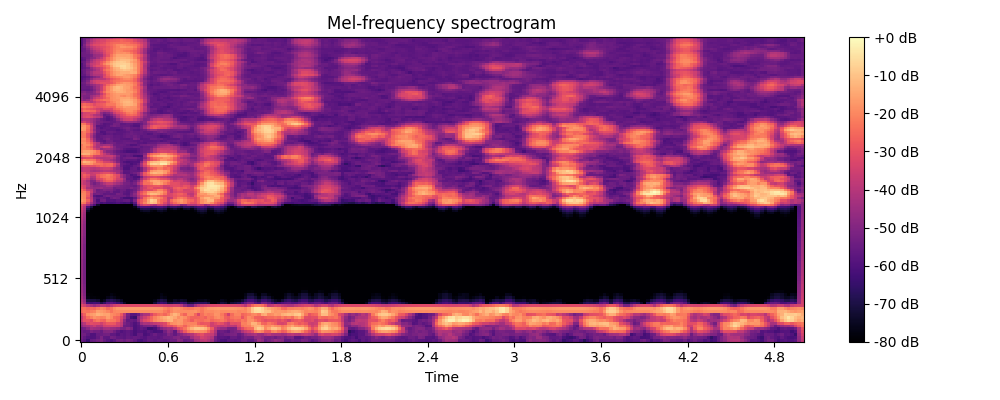 Mel-frequency spectrogram
Hz
4096
2048
1024
512
0
0 0.6 1.2 1.8 2.4 3 3.6 4.2 4.8
Time
+0 dB
-10 dB
-20 dB
-30 dB
-40 dB
-50 dB
-60 dB
-70 dB
-80 dB